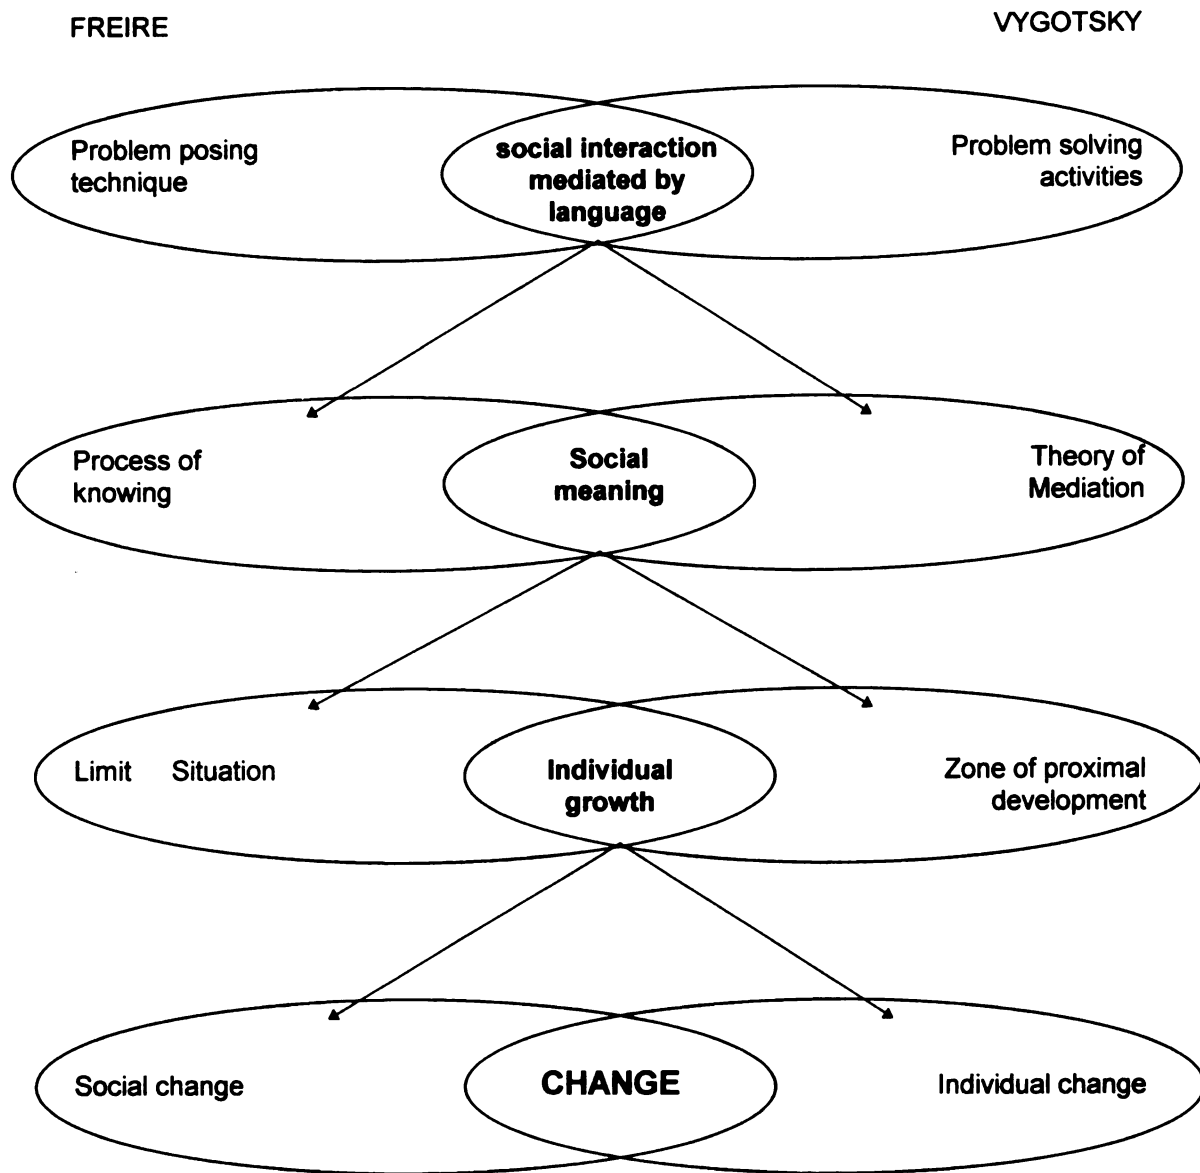 FREIRE
VYGOTSKY
Problem posing
technique
social interaction
mediated by
language
Problem solving
activities
Process of
knowing
Social
meaning
Theory of
Mediation
Limit Situation
Individual
growth
Zone of proximal
development
Social change
CHANGE
Individual change